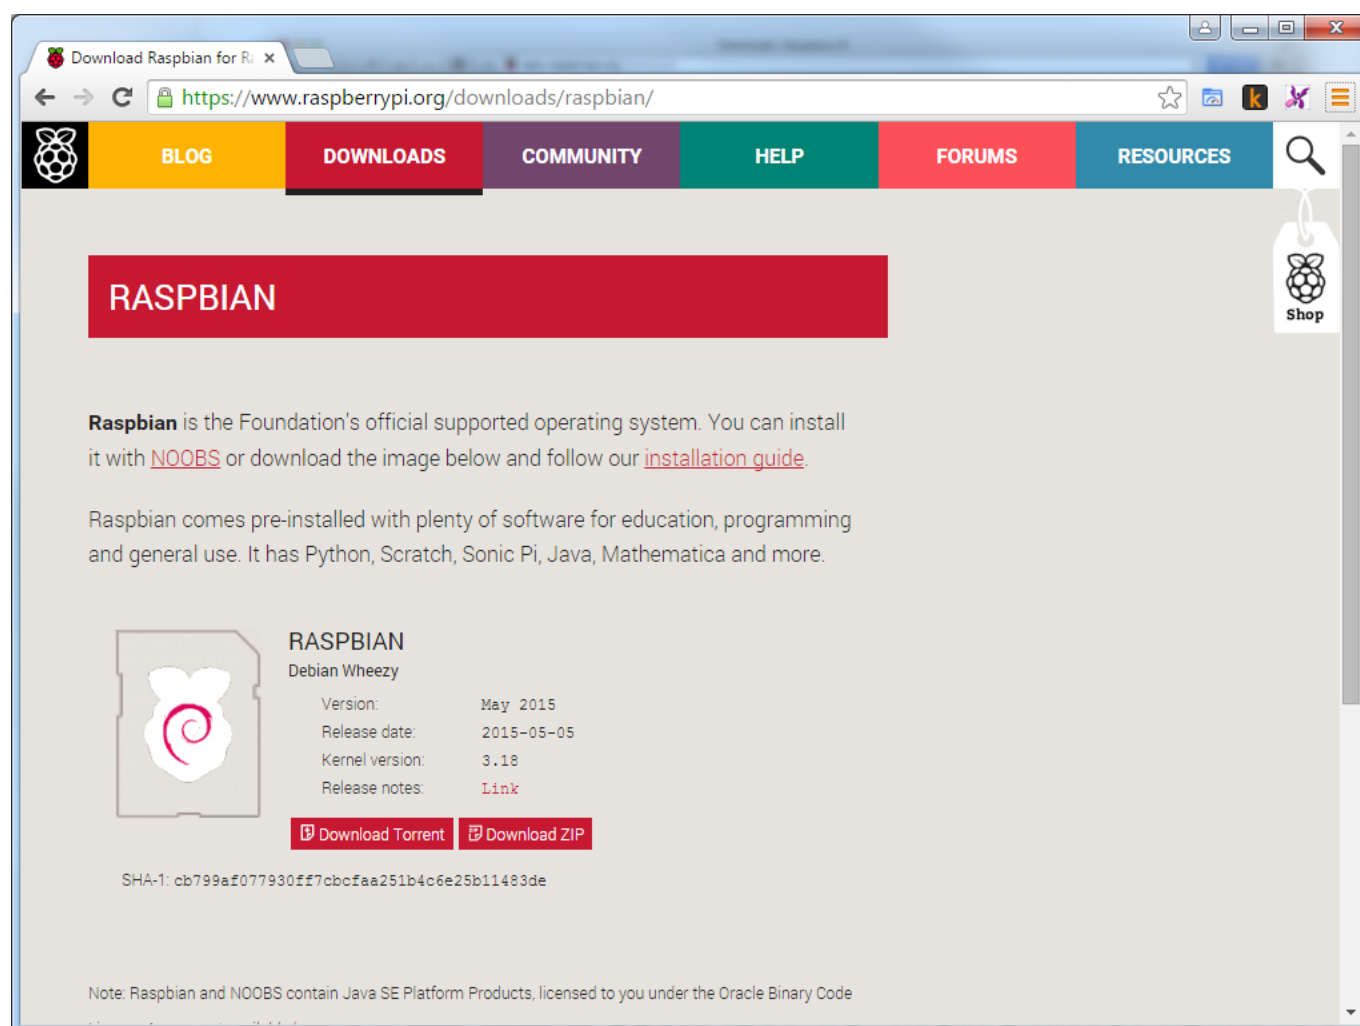 Download Raspbian for Ra
https://www.raspberrypi.org/downloads/raspbian/
BLOG DOWNLOADS COMMUNITY HELP FORUMS RESOURCES
Shop
RASPBIAN
Raspbian is the Foundation's official supported operating system. You can install
it with NOOBS or download the image below and follow our installation guide.
Raspbian comes pre-installed with plenty of software for education, programming
and general use. It has Python, Scratch, Sonic Pi, Java, Mathematica and more.
RASPBIAN
Debian Wheezy
Version: May 2015
Release date: 2015-05-05
Kernel version: 3.18
Release notes: Link
Download Torrent Download ZIP
SHA-1: cb799af077930ff7cbcfaa251b4c6e25b11483de
Note: Raspbian and NOOBS contain Java SE Platform Products, licensed to you under the Oracle Binary Code